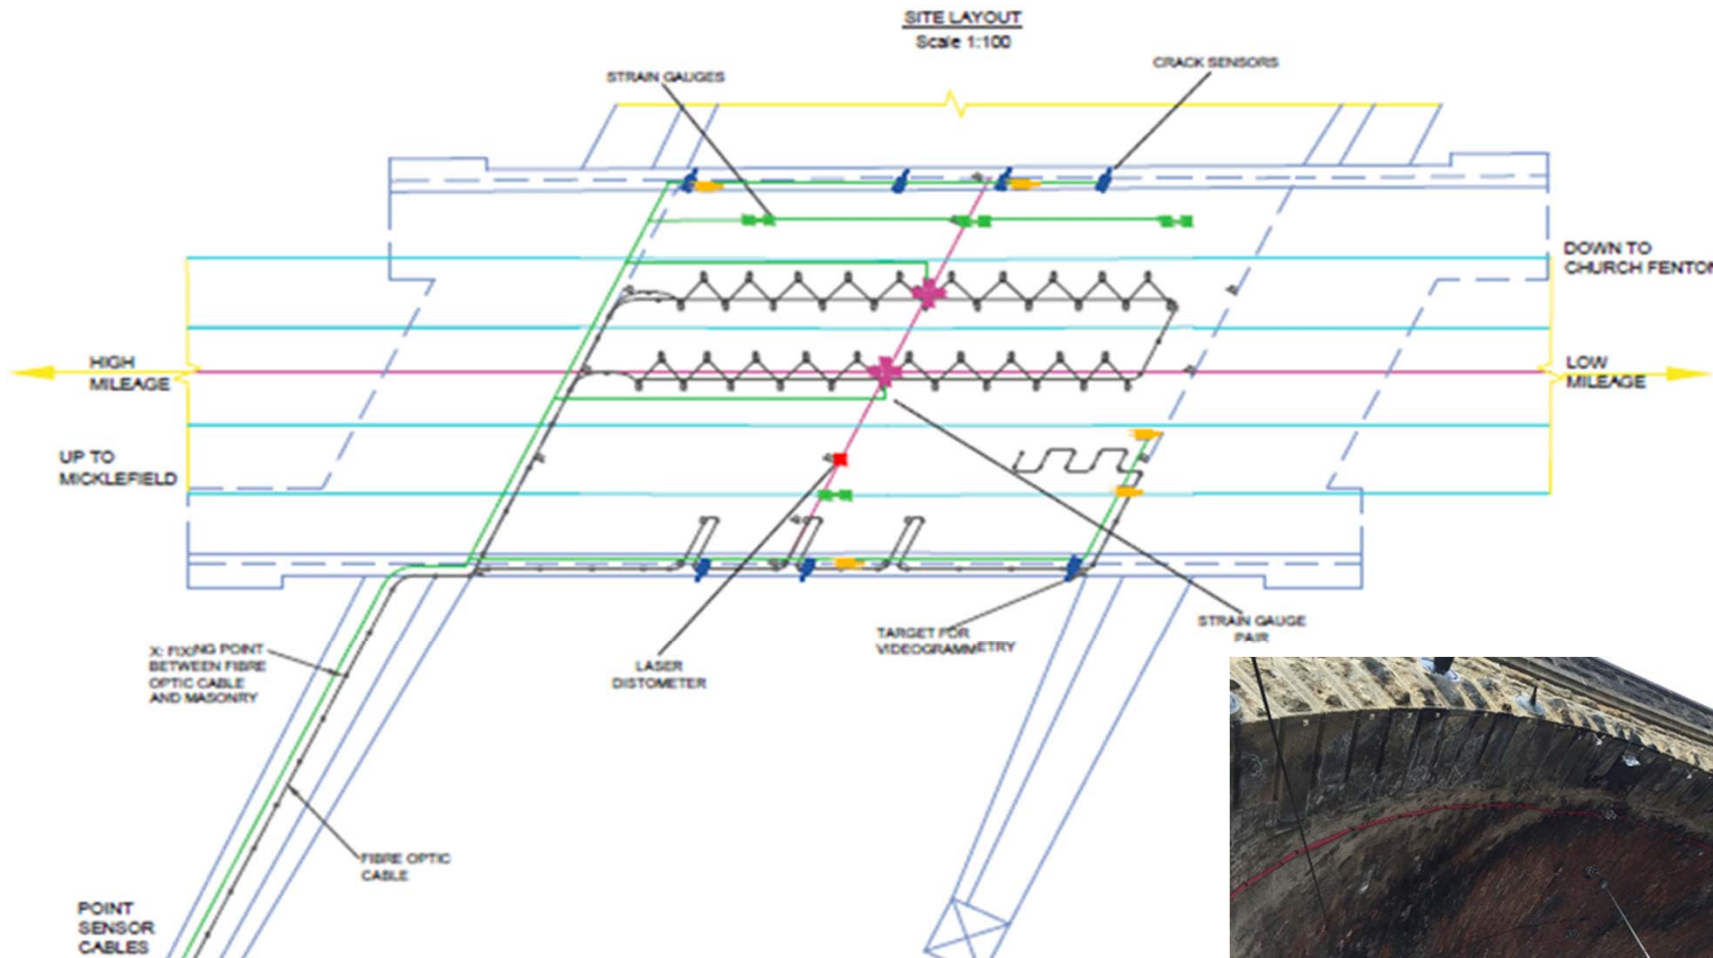 SITE LAYOUT
Scale 1:100
STRAIN GAUGES
CRACK SENSORS
DOWN TO
CHURCH FENTON
HIGH
MILEAGE
LOW
MILEAGE
UP TO
MICKLEFIELD
X: FIXING POINT
BETWEEN FIBRE
OPTIC CABLE
AND MASONRY
LASER
DISTOMETER
TARGET FOR
VIDEOGRAMMETRY
STRAIN GAUGE
PAIR
FIBRE OPTIC
CABLE
POINT
SENSOR
CABLES